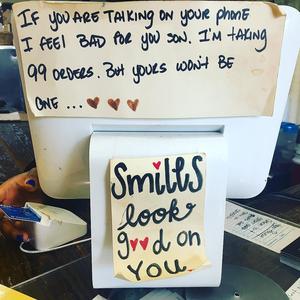 If you are talking on your phone
I feel bad for you son. I'm taking
99 orders. But yours won't be
one ... ♥ ♥ ♥
Smiles
look
g♥♥d on
you